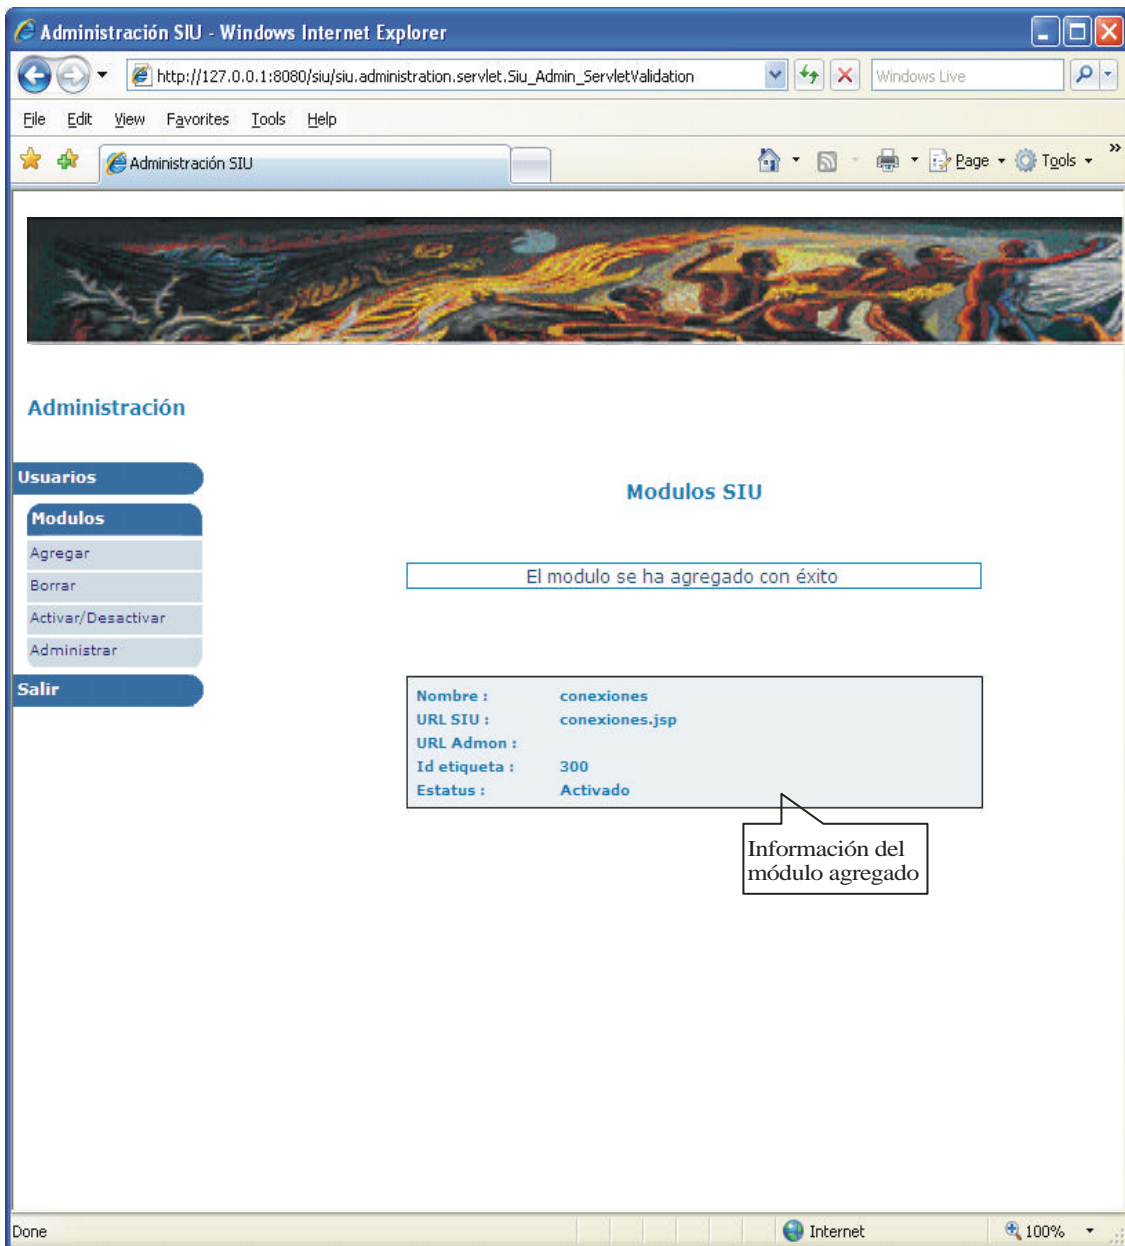 Administración SIU - Windows Internet Explorer
http://127.0.0.1:8080/siu/siu.administration.servlet.Siu_Admin_ServletValidation
Windows Live
File Edit View Favorites Tools Help
Administración SIU
Page Tools »
Administración
Usuarios
Modulos
Agregar
Borrar
Activar/Desactivar
Administrar
Salir
Modulos SIU
El modulo se ha agregado con éxito
Nombre : conexiones
URL SIU : conexiones.jsp
URL Admon :
Id etiqueta : 300
Estatus : Activado
Información del
módulo agregado
Done Internet 100%